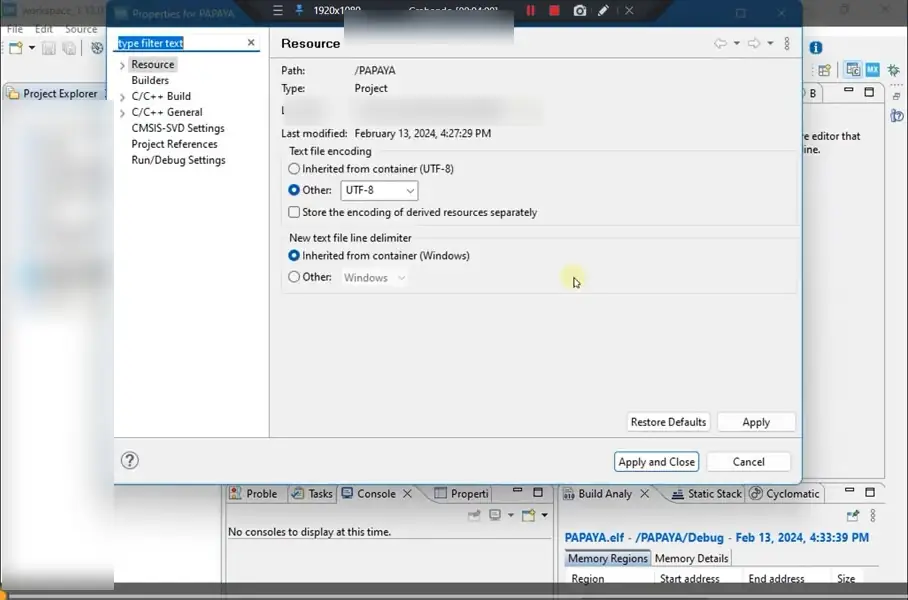 Properties for PAPAYA
1920x1080
File Edit Source
type filter text
Resource
Project Explorer
Resource
Builders
C/C++ Build
C/C++ General
CMSIS-SVD Settings
Project References
Run/Debug Settings
Path: /PAPAYA
Type: Project
Last modified: February 13, 2024, 4:27:29 PM
Text file encoding
Inherited from container (UTF-8)
Other: UTF-8
Store the encoding of derived resources separately
New text file line delimiter
Inherited from container (Windows)
Other: Windows
Restore Defaults Apply
Apply and Close Cancel
MX
B
e editor that
ine.
Proble Tasks Console Properti
No consoles to display at this time.
Build Analy Static Stack Cyclomatic
PAPAYA.elf - /PAPAYA/Debug - Feb 13, 2024, 4:33:39 PM
Memory Regions Memory Details
Region Start address End address Size